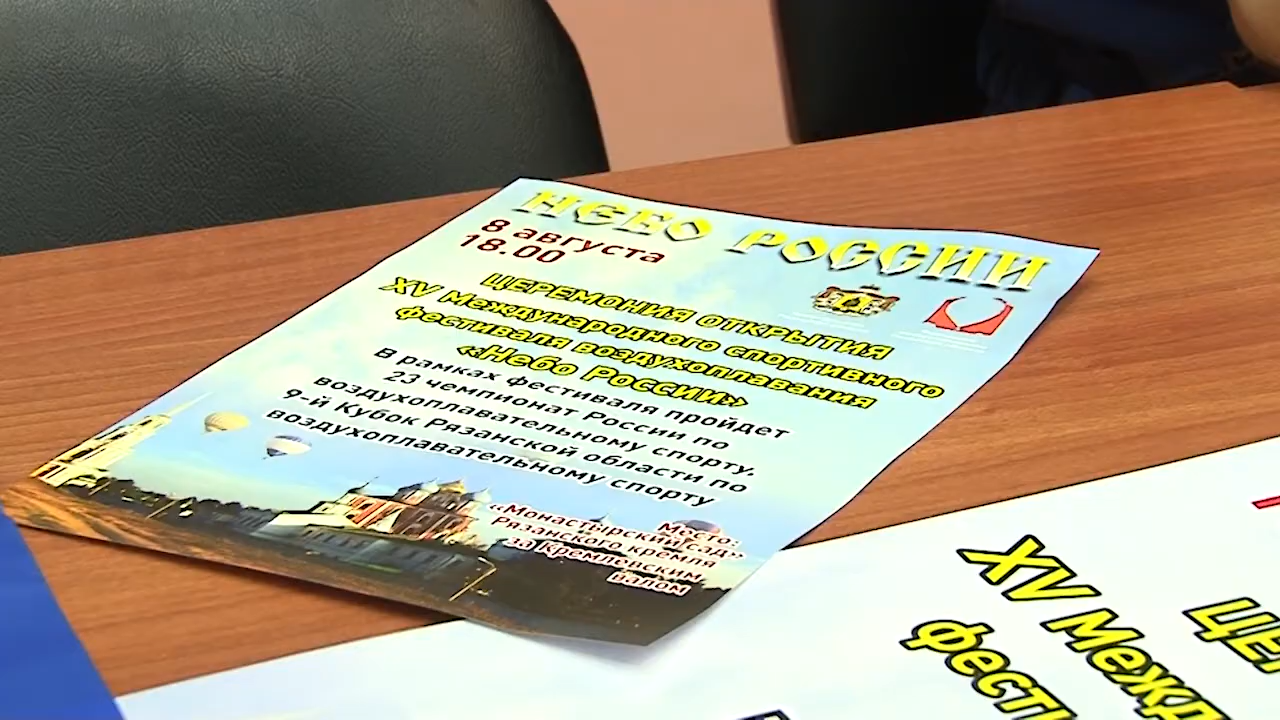 НЕБО РОССИИ
8 августа
18.00
ЦЕРЕМОНИЯ ОТКРЫТИЯ
XV Международного спортивного
фестиваля воздухоплавания
«Небо России»
В рамках фестиваля пройдет
23 чемпионат России по
воздухоплавательному спорту.
9-й Кубок Рязанской области по
воздухоплавательному спорту
Место:
«Монастырский сад»
Рязанского кремля
за Кремлевским
валом
ЦЕ
XV Межд
фести